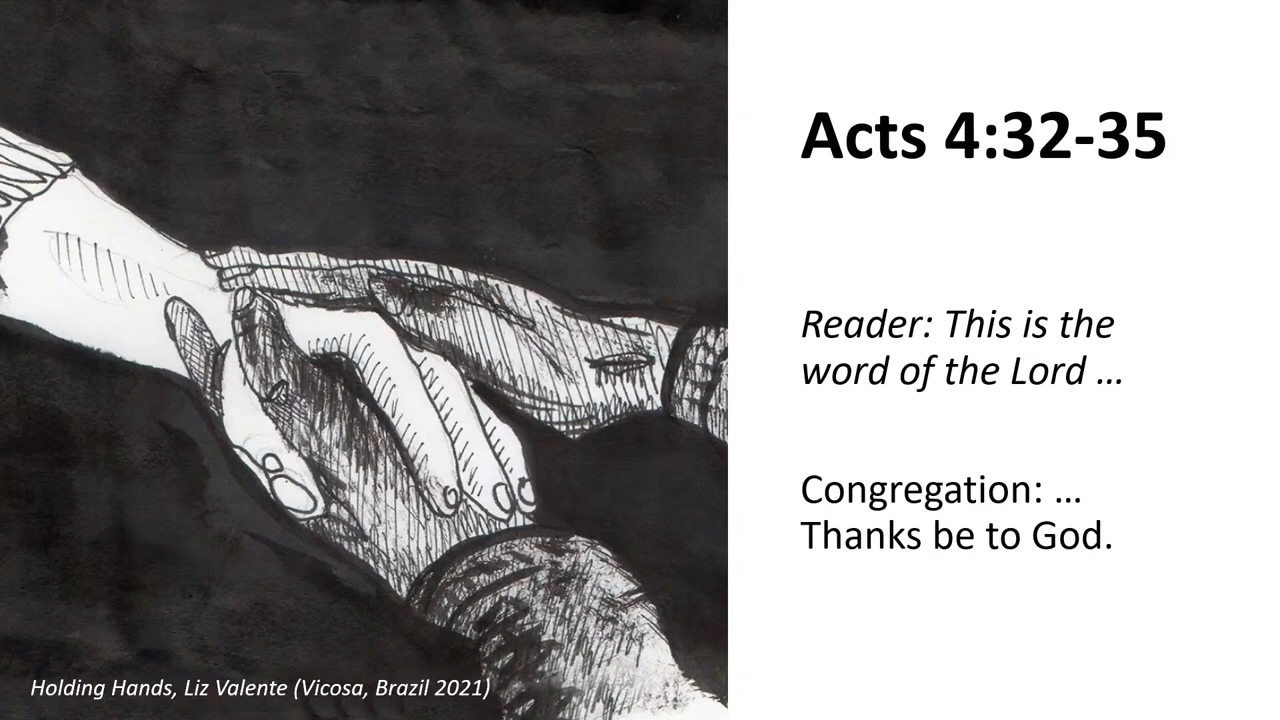 Acts 4:32-35
Reader: This is the
word of the Lord …
Congregation: …
Thanks be to God.
Holding Hands, Liz Valente (Vicosa, Brazil 2021)